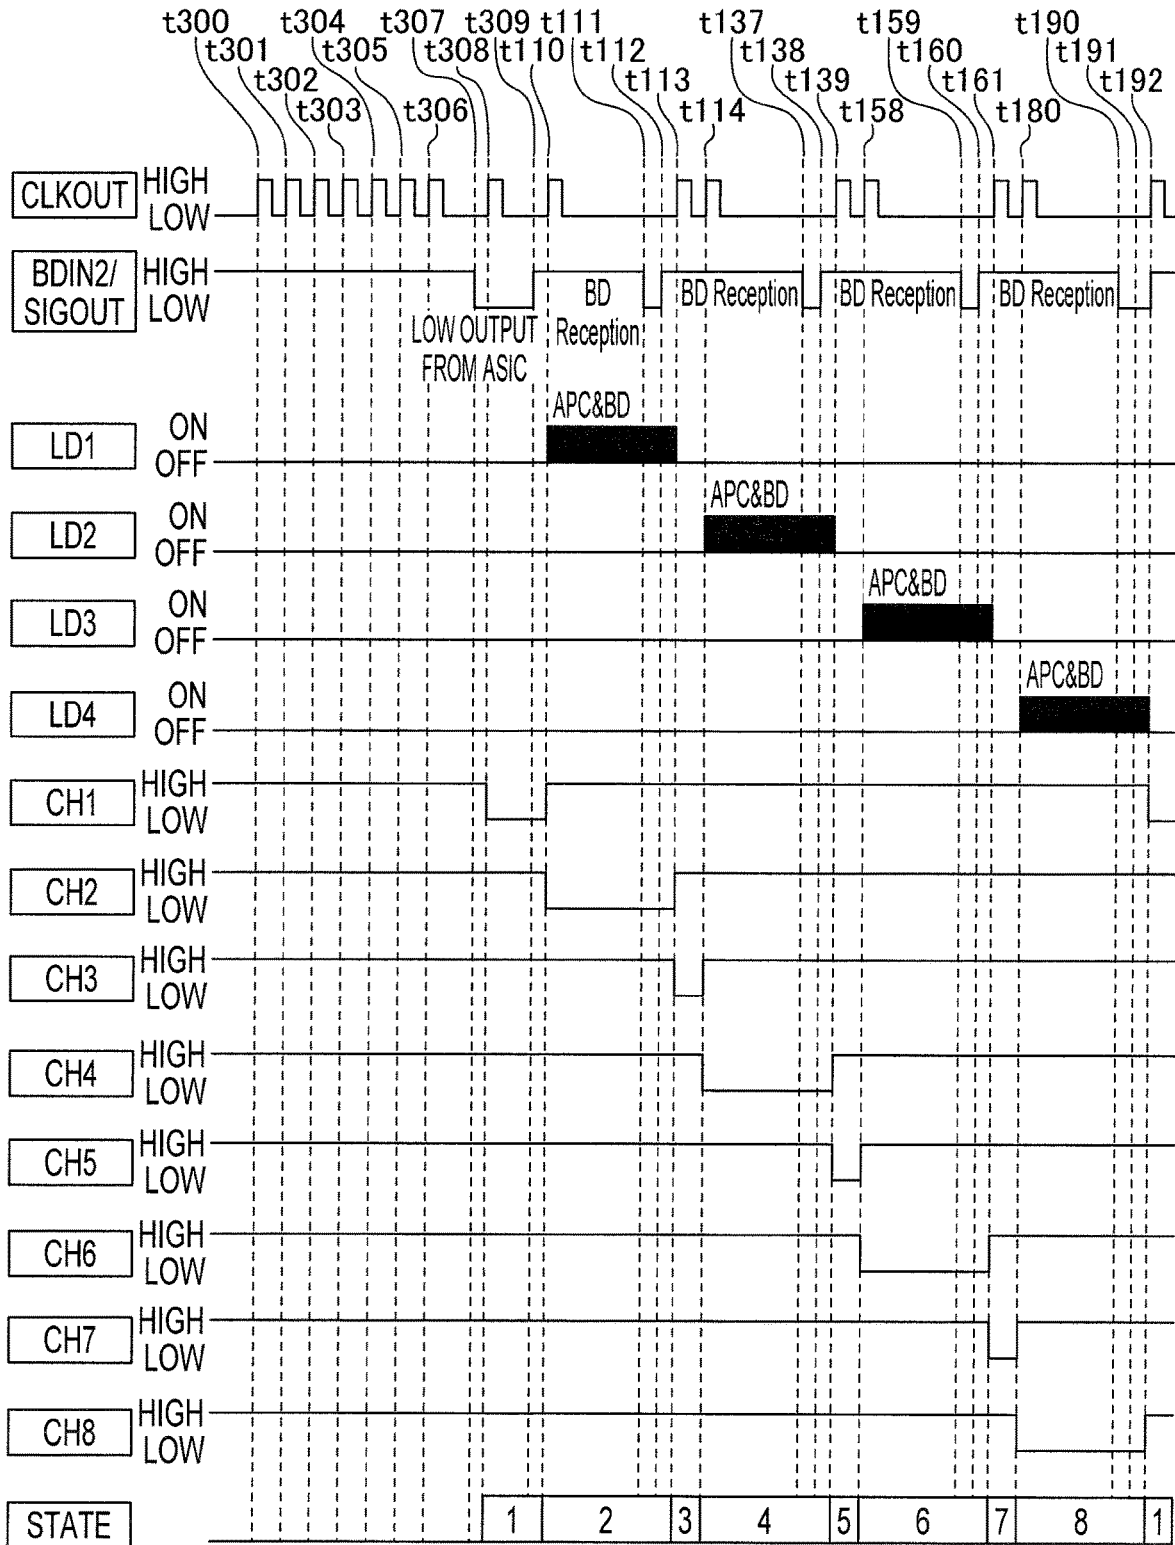 t300 t304 t307 t309 t111 t137 t159 t190
t301 t305 t308 t110 t112 t138 t160 t191
t302 t113 t139 t161 t192
t303 t306 t114 t158 t180
CLKOUT HIGH
LOW
BDIN2/
SIGOUT
HIGH
LOW
LOW OUTPUT
FROM ASIC
BD
Reception
BD Reception
BD Reception
BD Reception
LD1 ON
OFF
APC&BD
LD2 ON
OFF
APC&BD
LD3 ON
OFF
APC&BD
LD4 ON
OFF
APC&BD
CH1 HIGH
LOW
CH2 HIGH
LOW
CH3 HIGH
LOW
CH4 HIGH
LOW
CH5 HIGH
LOW
CH6 HIGH
LOW
CH7 HIGH
LOW
CH8 HIGH
LOW
STATE 1 2 3 4 5 6 7 8 1